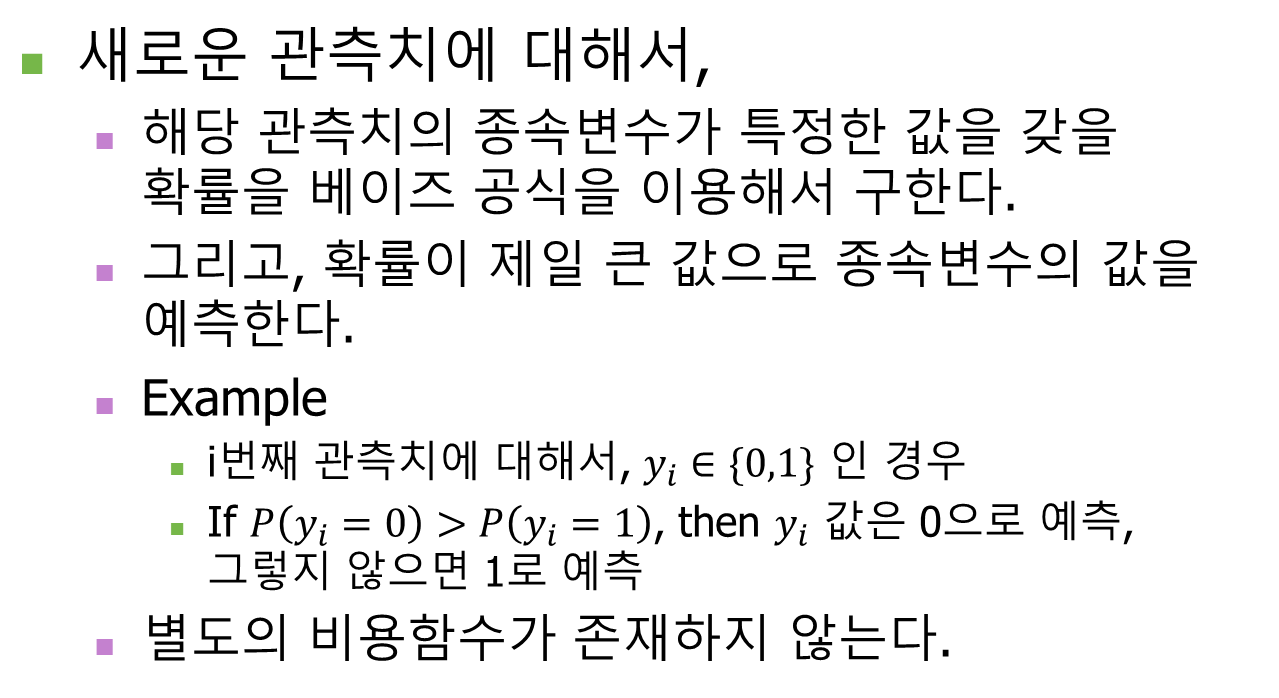 새로운 관측치에 대해서,
해당 관측치의 종속변수가 특정한 값을 갖을
확률을 베이즈 공식을 이용해서 구한다.
그리고, 확률이 제일 큰 값으로 종속변수의 값을
예측한다.
Example
i번째 관측치에 대해서, 𝑦ᵢ ∈ {0,1} 인 경우
If 𝑃(𝑦ᵢ = 0) > 𝑃(𝑦ᵢ = 1), then 𝑦ᵢ 값은 0으로 예측,
그렇지 않으면 1로 예측
별도의 비용함수가 존재하지 않는다.